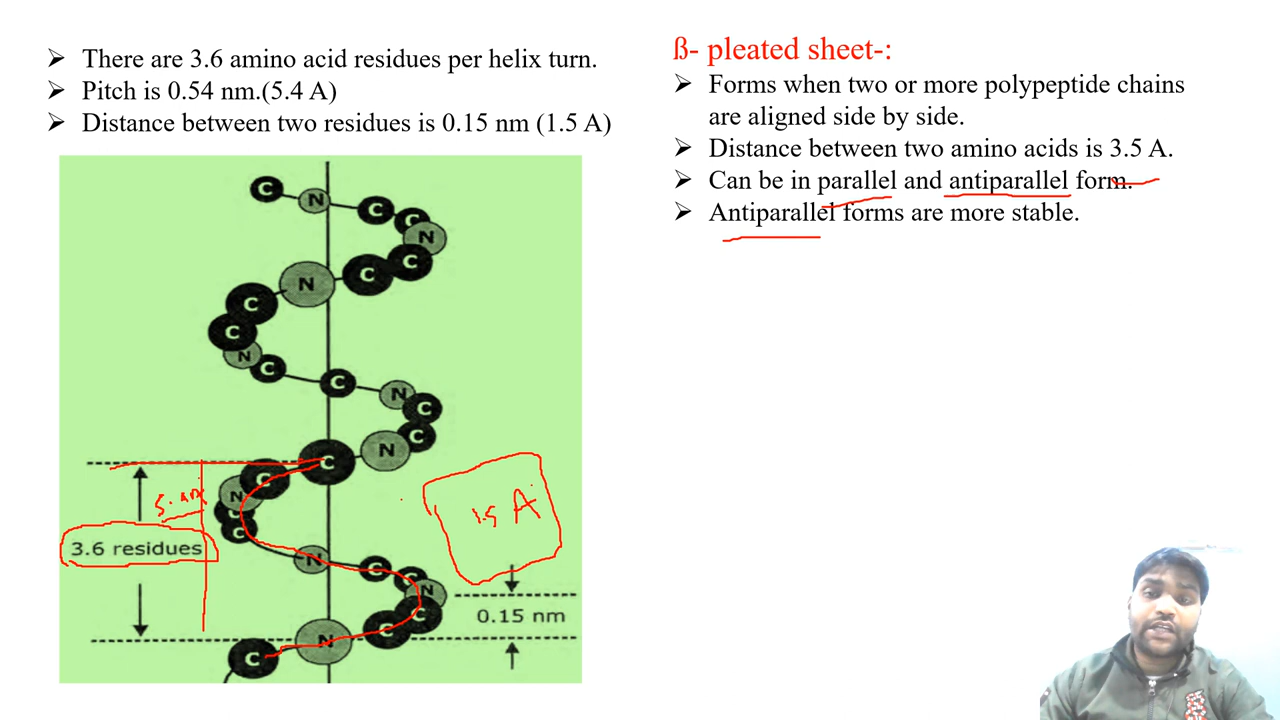 ➢ There are 3.6 amino acid residues per helix turn.
➢ Pitch is 0.54 nm.(5.4 A)
➢ Distance between two residues is 0.15 nm (1.5 A)
C N C C N C C N C C N C C N C C N C C N C C N C C N C C N C
5.4A
3.6 residues
1.5 A
0.15 nm
ß- pleated sheet-:
➢ Forms when two or more polypeptide chains
are aligned side by side.
➢ Distance between two amino acids is 3.5 A.
➢ Can be in parallel and antiparallel form.
➢ Antiparallel forms are more stable.